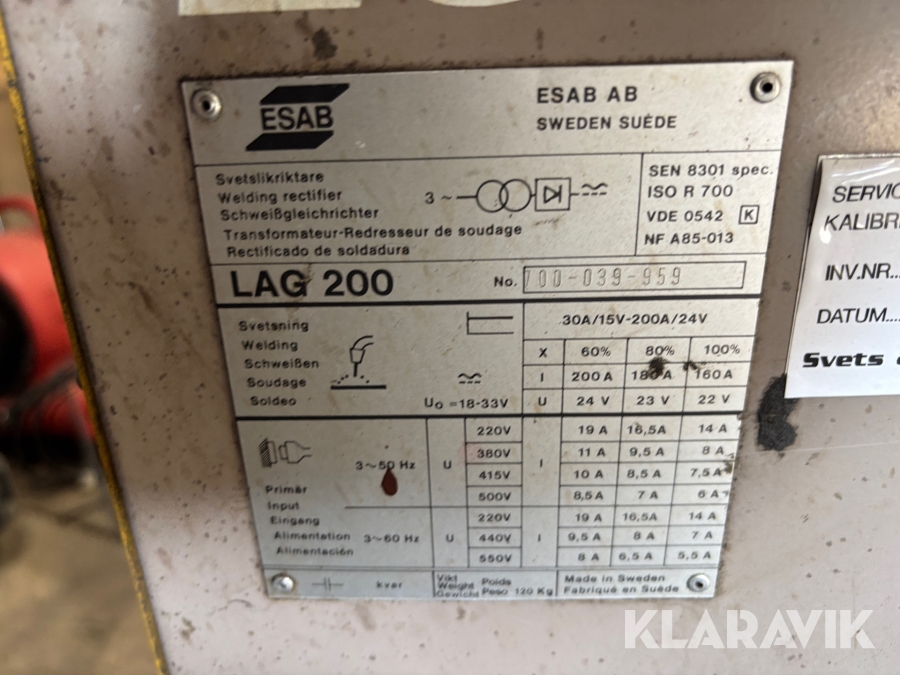 ESAB
ESAB AB
SWEDEN SUÈDE
Svetslikriktare
Welding rectifier
Schweißgleichrichter
Transformateur-Redresseur de soudage
Rectificado de soldadura
3 ~
SEN 8301 spec.
ISO R 700
VDE 0542 K
NF A85-013
LAG 200
No. 700-039-959
Svetsning
Welding
Schweißen
Soudage
Soldeo
U₀ = 18-33V
30A/15V-200A/24V
X 60% 80% 100%
I 200 A 180 A 160 A
U 24 V 23 V 22 V
3~50 Hz
Primär
Input
Eingang
Alimentation 3~60 Hz
Alimentación
U I
220V 19 A 16,5A 14 A
380V 11 A 9,5 A 8 A
415V 10 A 8,5 A 7,5 A
500V 8,5 A 7 A 6 A
U I
220V 19 A 16,5A 14 A
440V 9,5 A 8 A 7 A
550V 8 A 6,5 A 5,5 A
kvar
Vikt Poids
Weight Peso 120 Kg
Gewicht
Made in Sweden
Fabriqué en Suède
SERVIC
KALIBR
INV.NR...
DATUM....
Svets
KLARAVIK